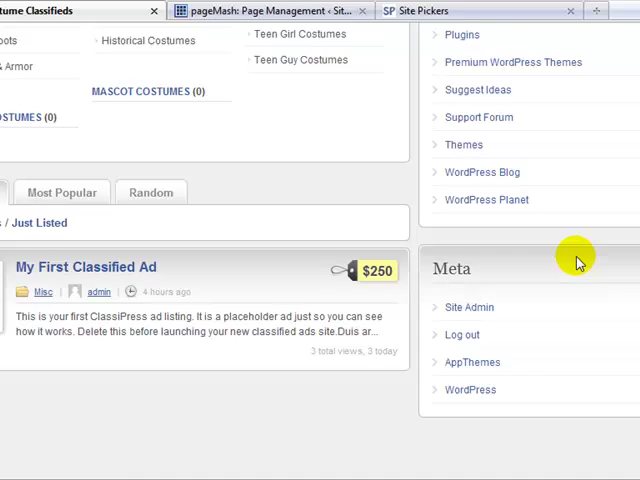 tume Classifieds
pageMash: Page Management ‹ Sit...
SP Site Pickers
oots
Historical Costumes
Teen Girl Costumes
& Armor
Teen Guy Costumes
MASCOT COSTUMES (0)
OSTUMES (0)
Plugins
Premium WordPress Themes
Suggest Ideas
Support Forum
Themes
WordPress Blog
WordPress Planet
Most Popular
Random
s / Just Listed
My First Classified Ad
$250
Misc | admin | 4 hours ago
This is your first ClassiPress ad listing. It is a placeholder ad just so you can see
how it works. Delete this before launching your new classified ads site.Duis ar...
3 total views, 3 today
Meta
Site Admin
Log out
AppThemes
WordPress